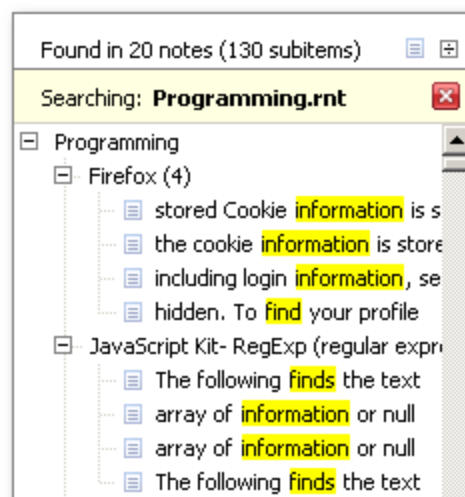 Found in 20 notes (130 subitems)
Searching: Programming.rnt
Programming
Firefox (4)
stored Cookie information is s
the cookie information is store
including login information, se
hidden. To find your profile
JavaScript Kit- RegExp (regular expr
The following finds the text
array of information or null
array of information or null
The following finds the text